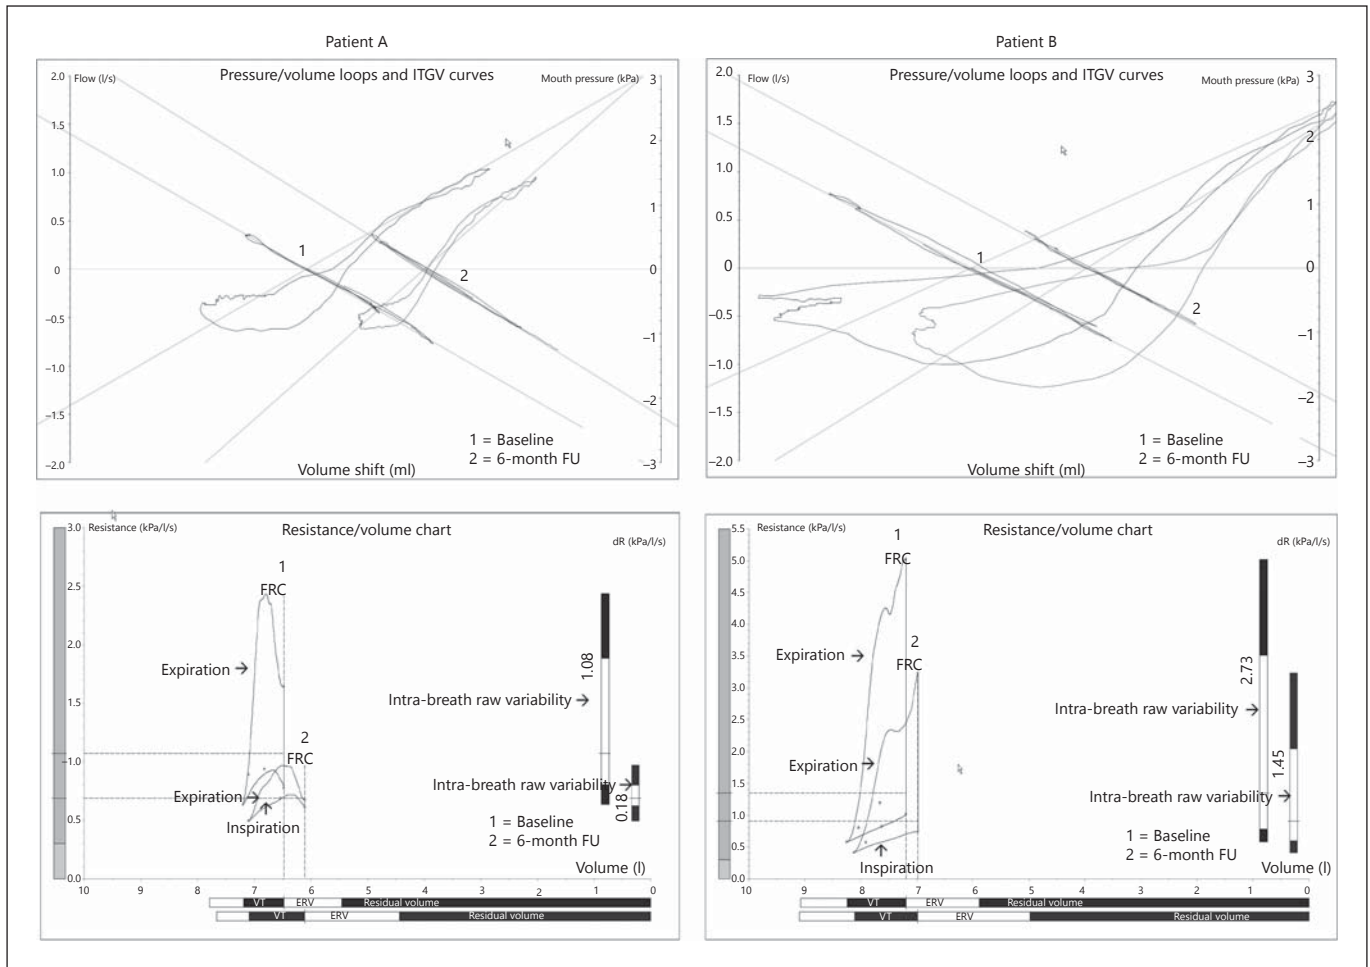 Patient A
Pressure/volume loops and ITGV curves
Flow (l/s)
Mouth pressure (kPa)
2.0
1.5
1.0
0.5
0
–0.5
–1.0
–1.5
–2.0
3
2
1
0
–1
–2
–3
1
2
1 = Baseline
2 = 6-month FU
Volume shift (ml)
Patient B
Pressure/volume loops and ITGV curves
Flow (l/s)
Mouth pressure (kPa)
2.0
1.5
1.0
0.5
0
–0.5
–1.0
–1.5
–2.0
3
2
1
0
–1
–2
–3
1
2
1 = Baseline
2 = 6-month FU
Volume shift (ml)
Resistance/volume chart
Resistance (kPa/l/s)
dR (kPa/l/s)
3.0
2.5
2.0
1.5
1.0
0.5
0.0
1
FRC
Expiration
2
FRC
Expiration
Inspiration
1.08
Intra-breath raw variability
Intra-breath raw variability
0.18
1 = Baseline
2 = 6-month FU
Volume (l)
10 9 8 7 6 5 4 3 2 1 0
VT ERV Residual volume
VT ERV Residual volume
Resistance/volume chart
Resistance (kPa/l/s)
dR (kPa/l/s)
5.5
5.0
4.5
4.0
3.5
3.0
2.5
2.0
1.5
1.0
0.5
0.0
1
FRC
Expiration
2
FRC
Expiration
Inspiration
2.73
Intra-breath raw variability
1.45
Intra-breath raw variability
1 = Baseline
2 = 6-month FU
Volume (l)
10 9 8 7 6 5 4 3 2 1 0
VT ERV Residual volume
VT ERV Residual volume